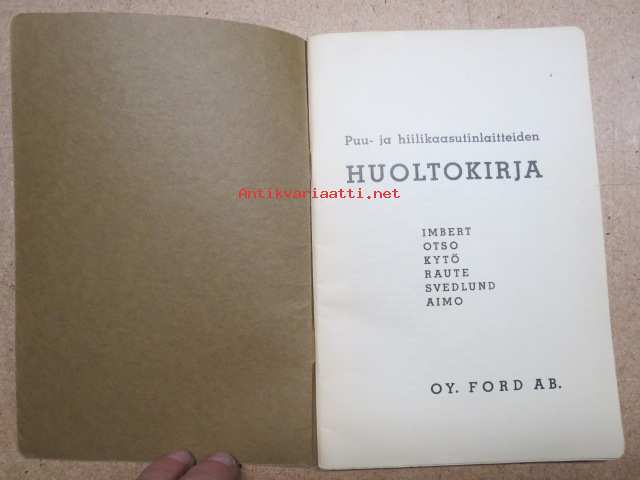 Puu- ja hiilikaasutinlaitteiden
HUOLTOKIRJA
Antikvariaatti.net
IMBERT
OTSO
KYTÖ
RAUTE
SVEDLUND
AIMO
OY. FORD AB.